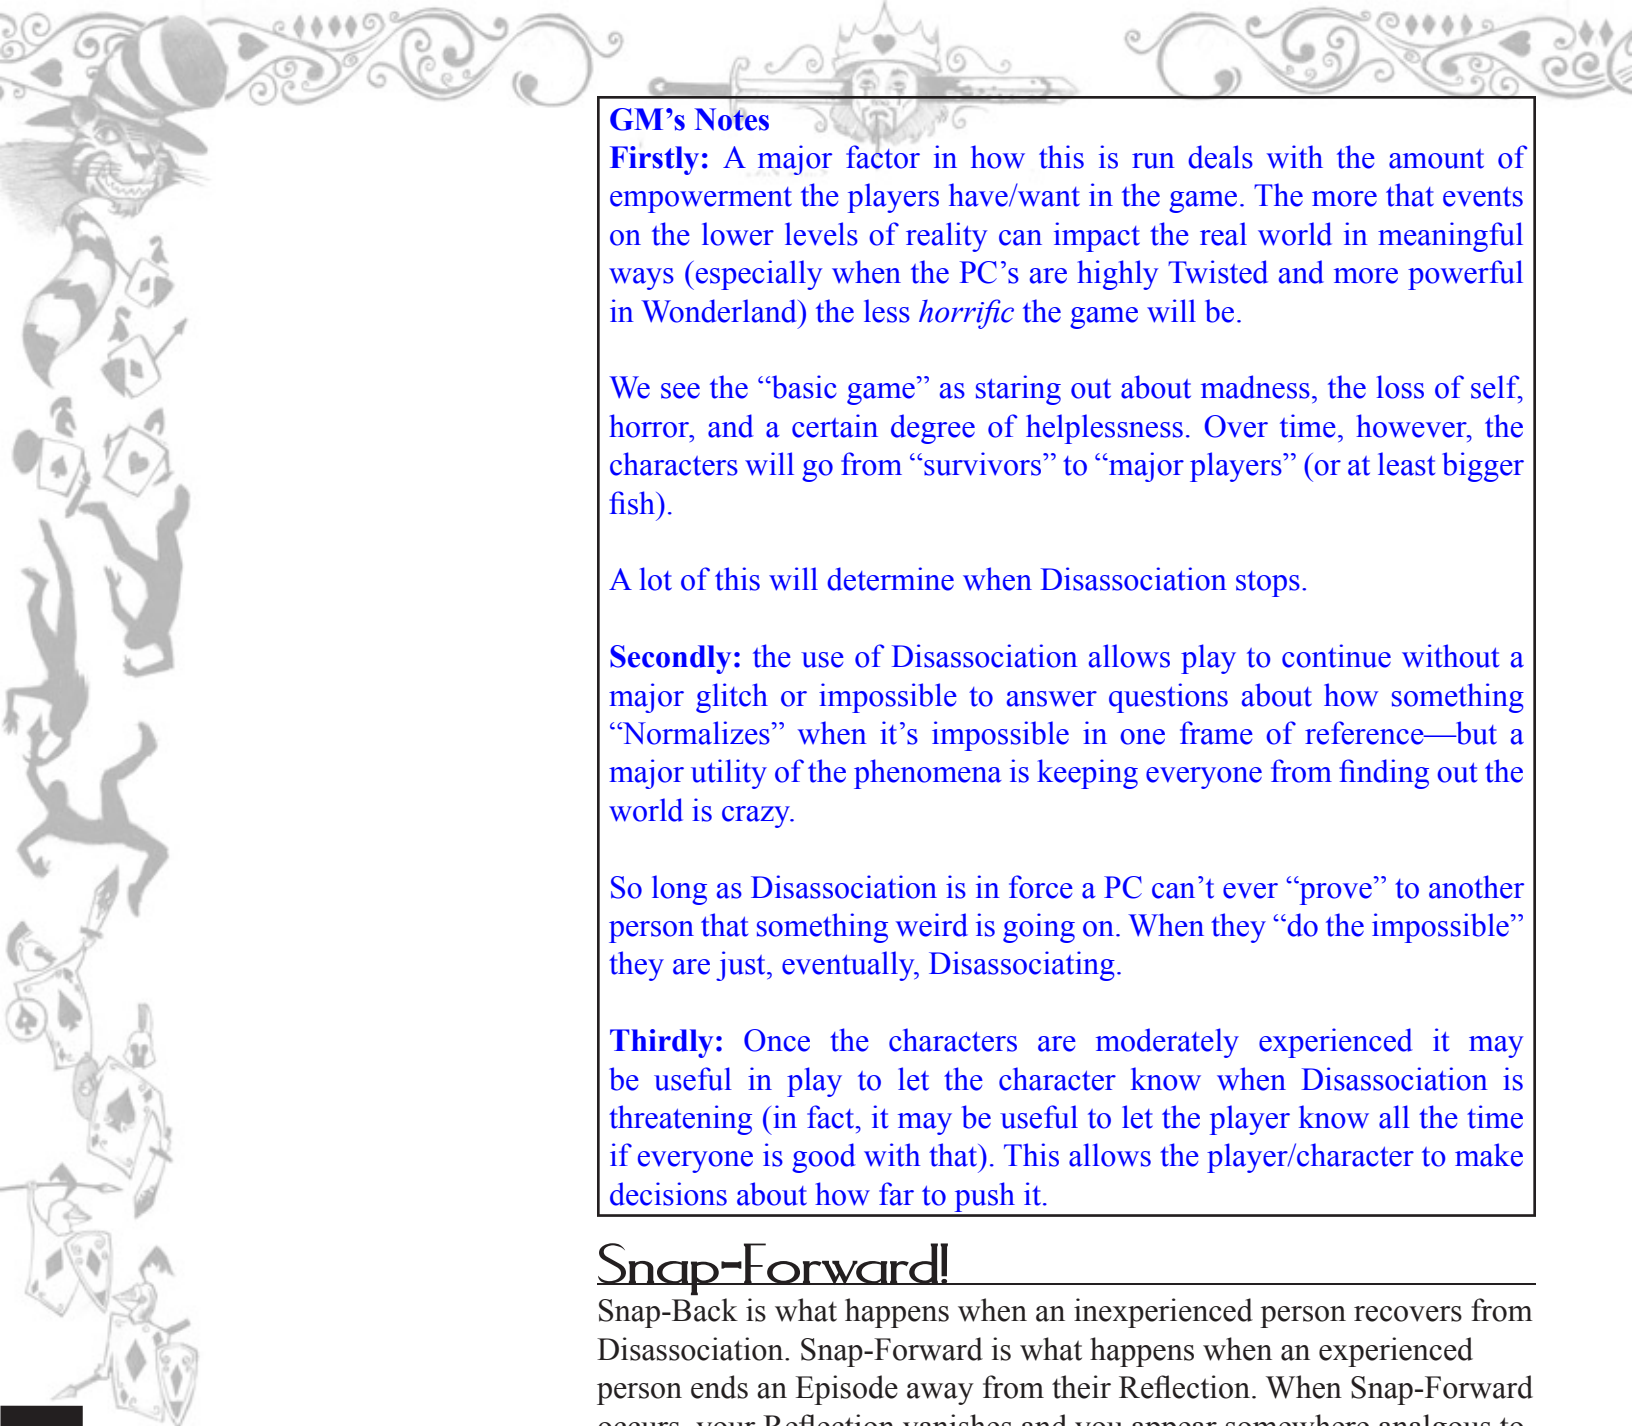 GM’s Notes
Firstly: A major factor in how this is run deals with the amount of
empowerment the players have/want in the game. The more that events
on the lower levels of reality can impact the real world in meaningful
ways (especially when the PC’s are highly Twisted and more powerful
in Wonderland) the less horrific the game will be.
We see the “basic game” as staring out about madness, the loss of self,
horror, and a certain degree of helplessness. Over time, however, the
characters will go from “survivors” to “major players” (or at least bigger
fish).
A lot of this will determine when Disassociation stops.
Secondly: the use of Disassociation allows play to continue without a
major glitch or impossible to answer questions about how something
“Normalizes” when it’s impossible in one frame of reference—but a
major utility of the phenomena is keeping everyone from finding out the
world is crazy.
So long as Disassociation is in force a PC can’t ever “prove” to another
person that something weird is going on. When they “do the impossible”
they are just, eventually, Disassociating.
Thirdly: Once the characters are moderately experienced it may
be useful in play to let the character know when Disassociation is
threatening (in fact, it may be useful to let the player know all the time
if everyone is good with that). This allows the player/character to make
decisions about how far to push it.
Snap-Forward!
Snap-Back is what happens when an inexperienced person recovers from
Disassociation. Snap-Forward is what happens when an experienced
person ends an Episode away from their Reflection. When Snap-Forward
occurs, your Reflection vanishes and you appear somewhere analgous to